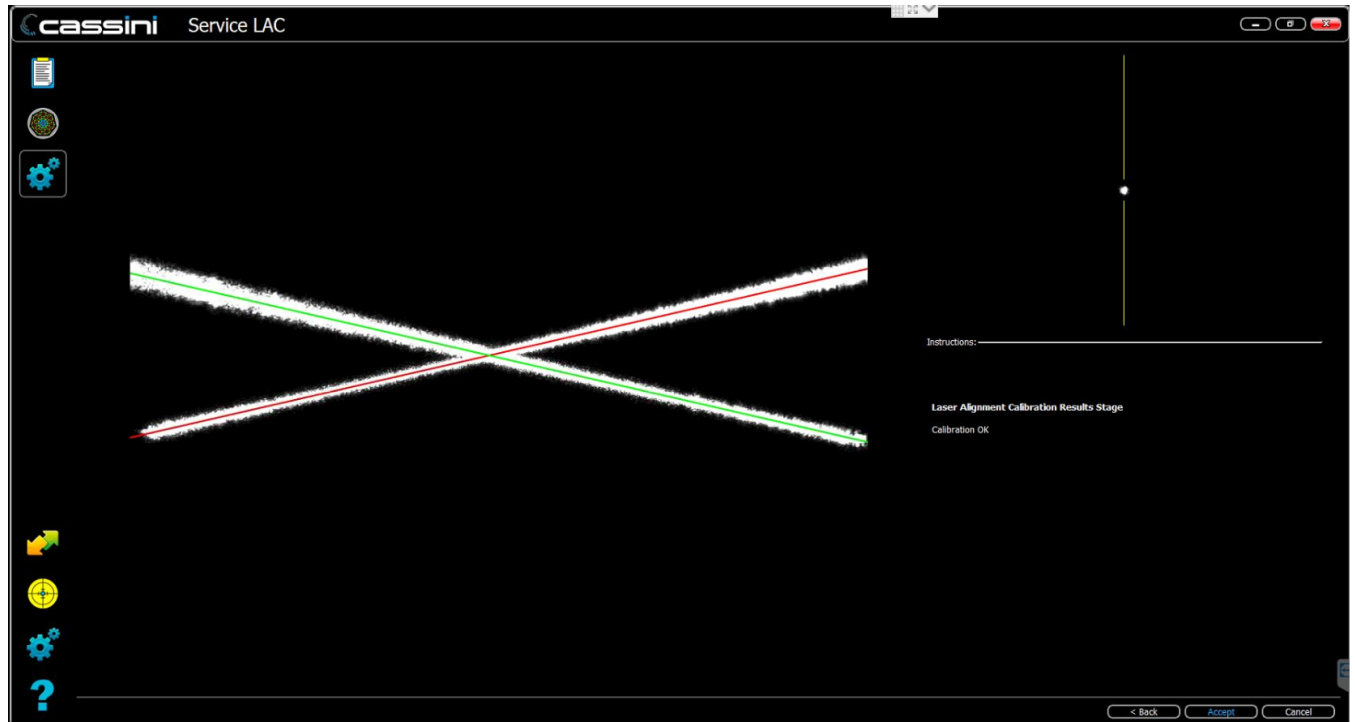 cassini Service LAC
Instructions:
Laser Alignment Calibration Results Stage
Calibration OK
?
< Back Accept Cancel